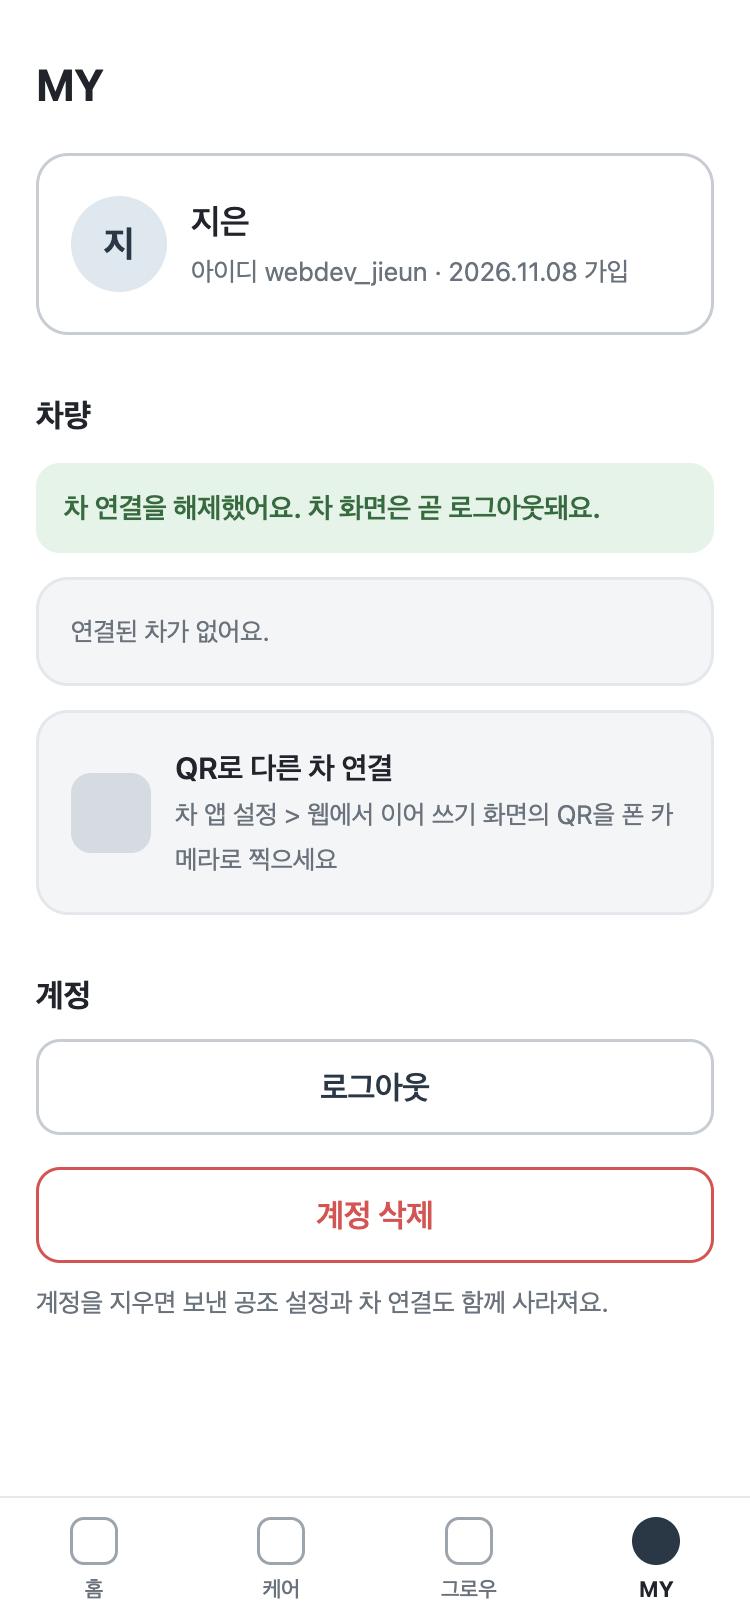 MY
지
지은
아이디 webdev_jieun · 2026.11.08 가입
차량
차 연결을 해제했어요. 차 화면은 곧 로그아웃돼요.
연결된 차가 없어요.
QR로 다른 차 연결
차 앱 설정 > 웹에서 이어 쓰기 화면의 QR을 폰 카
메라로 찍으세요
계정
로그아웃
계정 삭제
계정을 지우면 보낸 공조 설정과 차 연결도 함께 사라져요.
홈
케어
그로우
MY